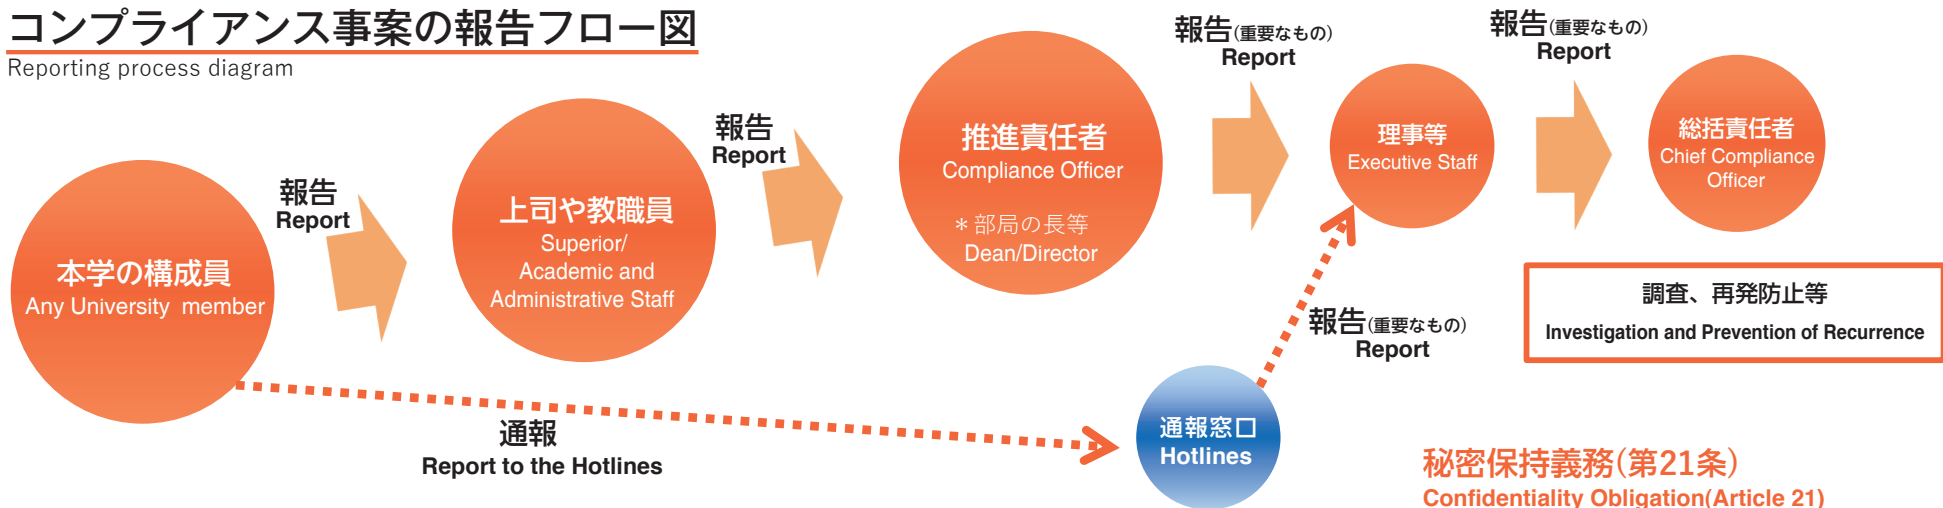 コンプライアンス事案の報告フロー図
Reporting process diagram
本学の構成員
Any University member
報告
Report
上司や教職員
Superior/
Academic and
Administrative Staff
報告
Report
推進責任者
Compliance Officer
＊部局の長等
Dean/Director
報告(重要なもの)
Report
理事等
Executive Staff
報告(重要なもの)
Report
総括責任者
Chief Compliance
Officer
調査、再発防止等
Investigation and Prevention of Recurrence
通報
Report to the Hotlines
通報窓口
Hotlines
報告(重要なもの)
Report
秘密保持義務(第21条)
Confidentiality Obligation(Article 21)